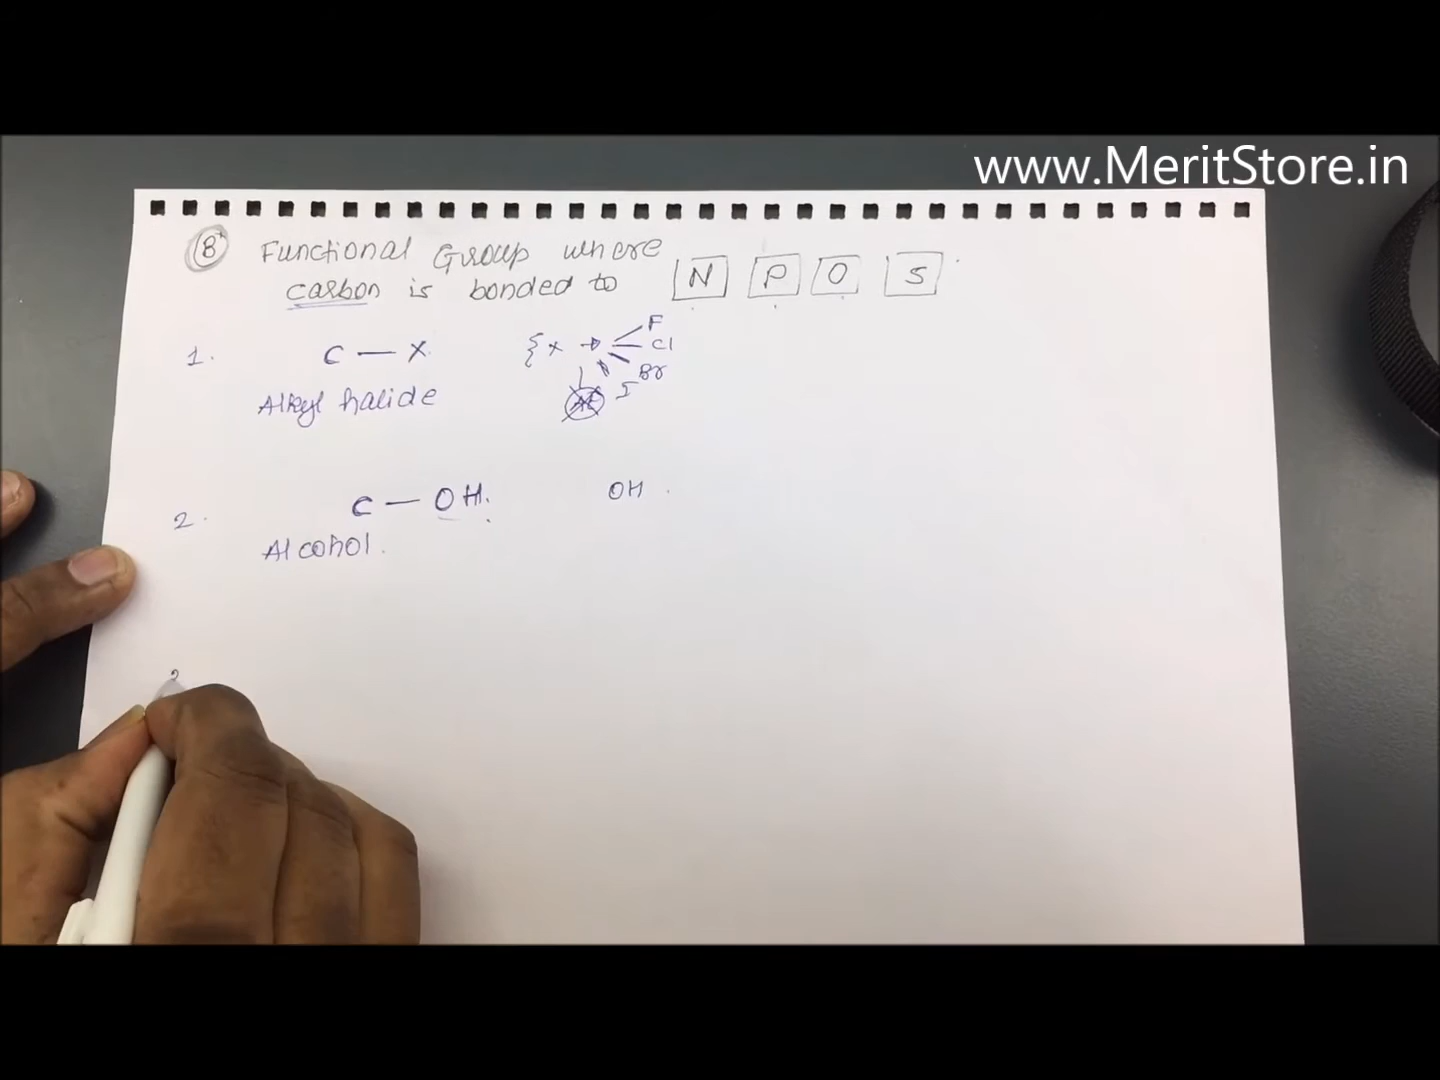 www.MeritStore.in
8 Functional Group where
carbon is bonded to N P O S
1. C — X {X → F
Cl
Br
I
Alkyl halide
2. C — OH. OH.
Alcohol.